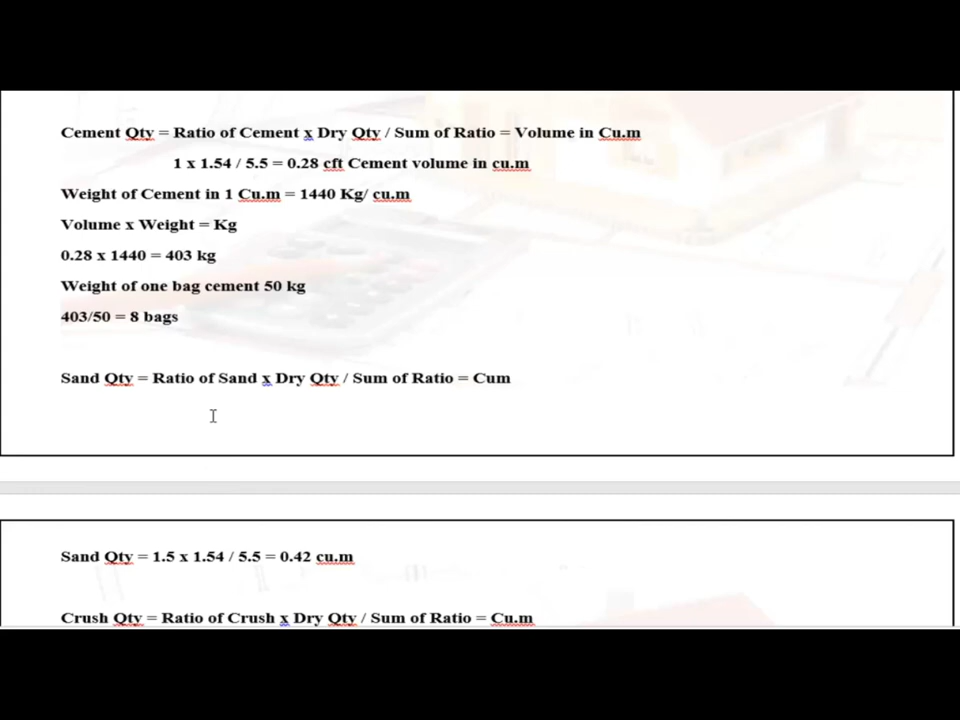 Cement Qty = Ratio of Cement x Dry Qty / Sum of Ratio = Volume in Cu.m
1 x 1.54 / 5.5 = 0.28 cft Cement volume in cu.m
Weight of Cement in 1 Cu.m = 1440 Kg/ cu.m
Volume x Weight = Kg
0.28 x 1440 = 403 kg
Weight of one bag cement 50 kg
403/50 = 8 bags
Sand Qty = Ratio of Sand x Dry Qty / Sum of Ratio = Cum
Sand Qty = 1.5 x 1.54 / 5.5 = 0.42 cu.m
Crush Qty = Ratio of Crush x Dry Qty / Sum of Ratio = Cu.m